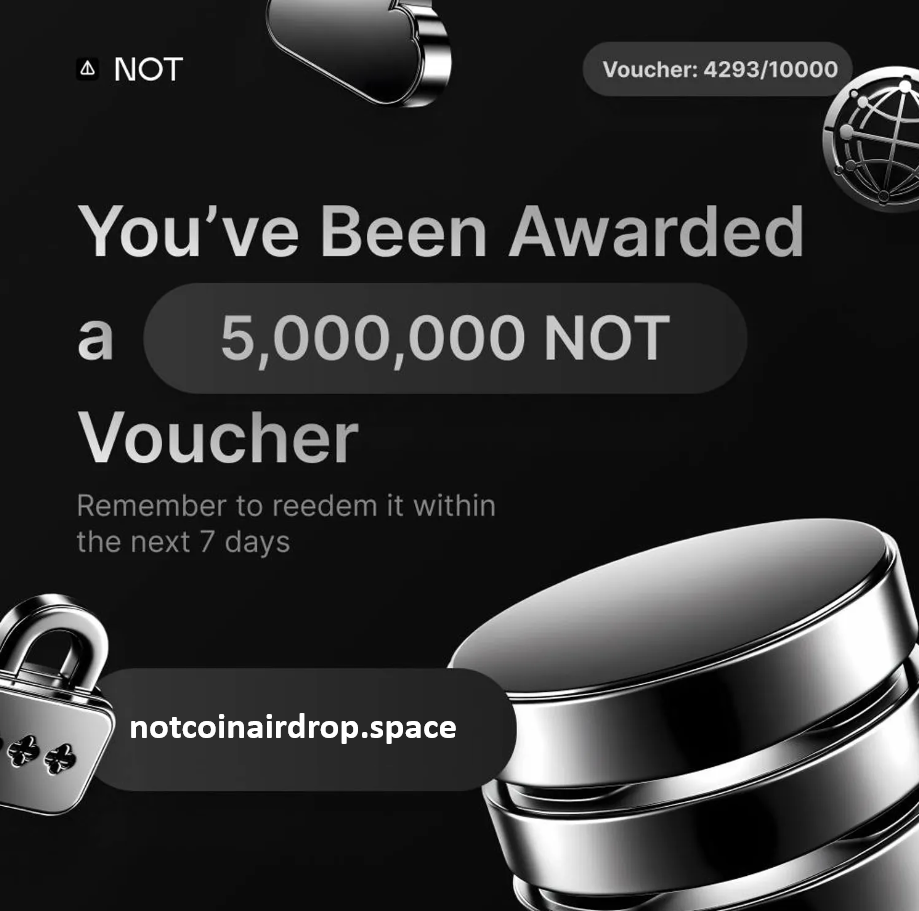 NOT
Voucher: 4293/10000
You’ve Been Awarded
a 5,000,000 NOT
Voucher
Remember to reedem it within
the next 7 days
notcoinairdrop.space